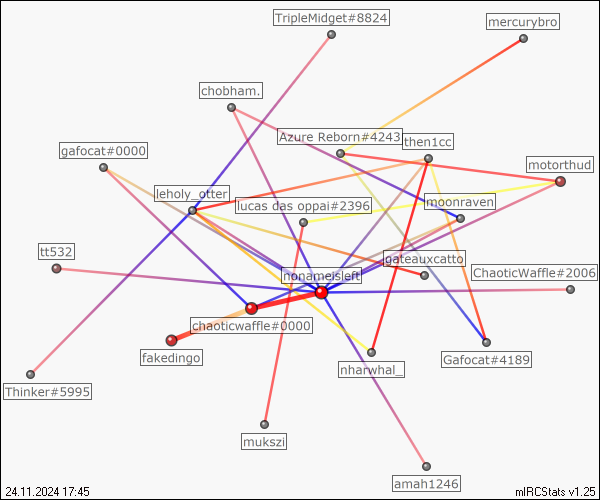 TripleMidget#8824
mercurybro
chobham.
Azure Reborn#4243
then1cc
gafocat#0000
motorthud
leholy_otter
lucas das oppai#2396
moonraven
tt532
gateauxcatto
nonameisleft
ChaoticWaffle#2006
chaoticwaffle#0000
fakedingo
Gafocat#4189
nharwhal_
Thinker#5995
mukszi
amah1246
24.11.2024 17:45
mIRCStats v1.25